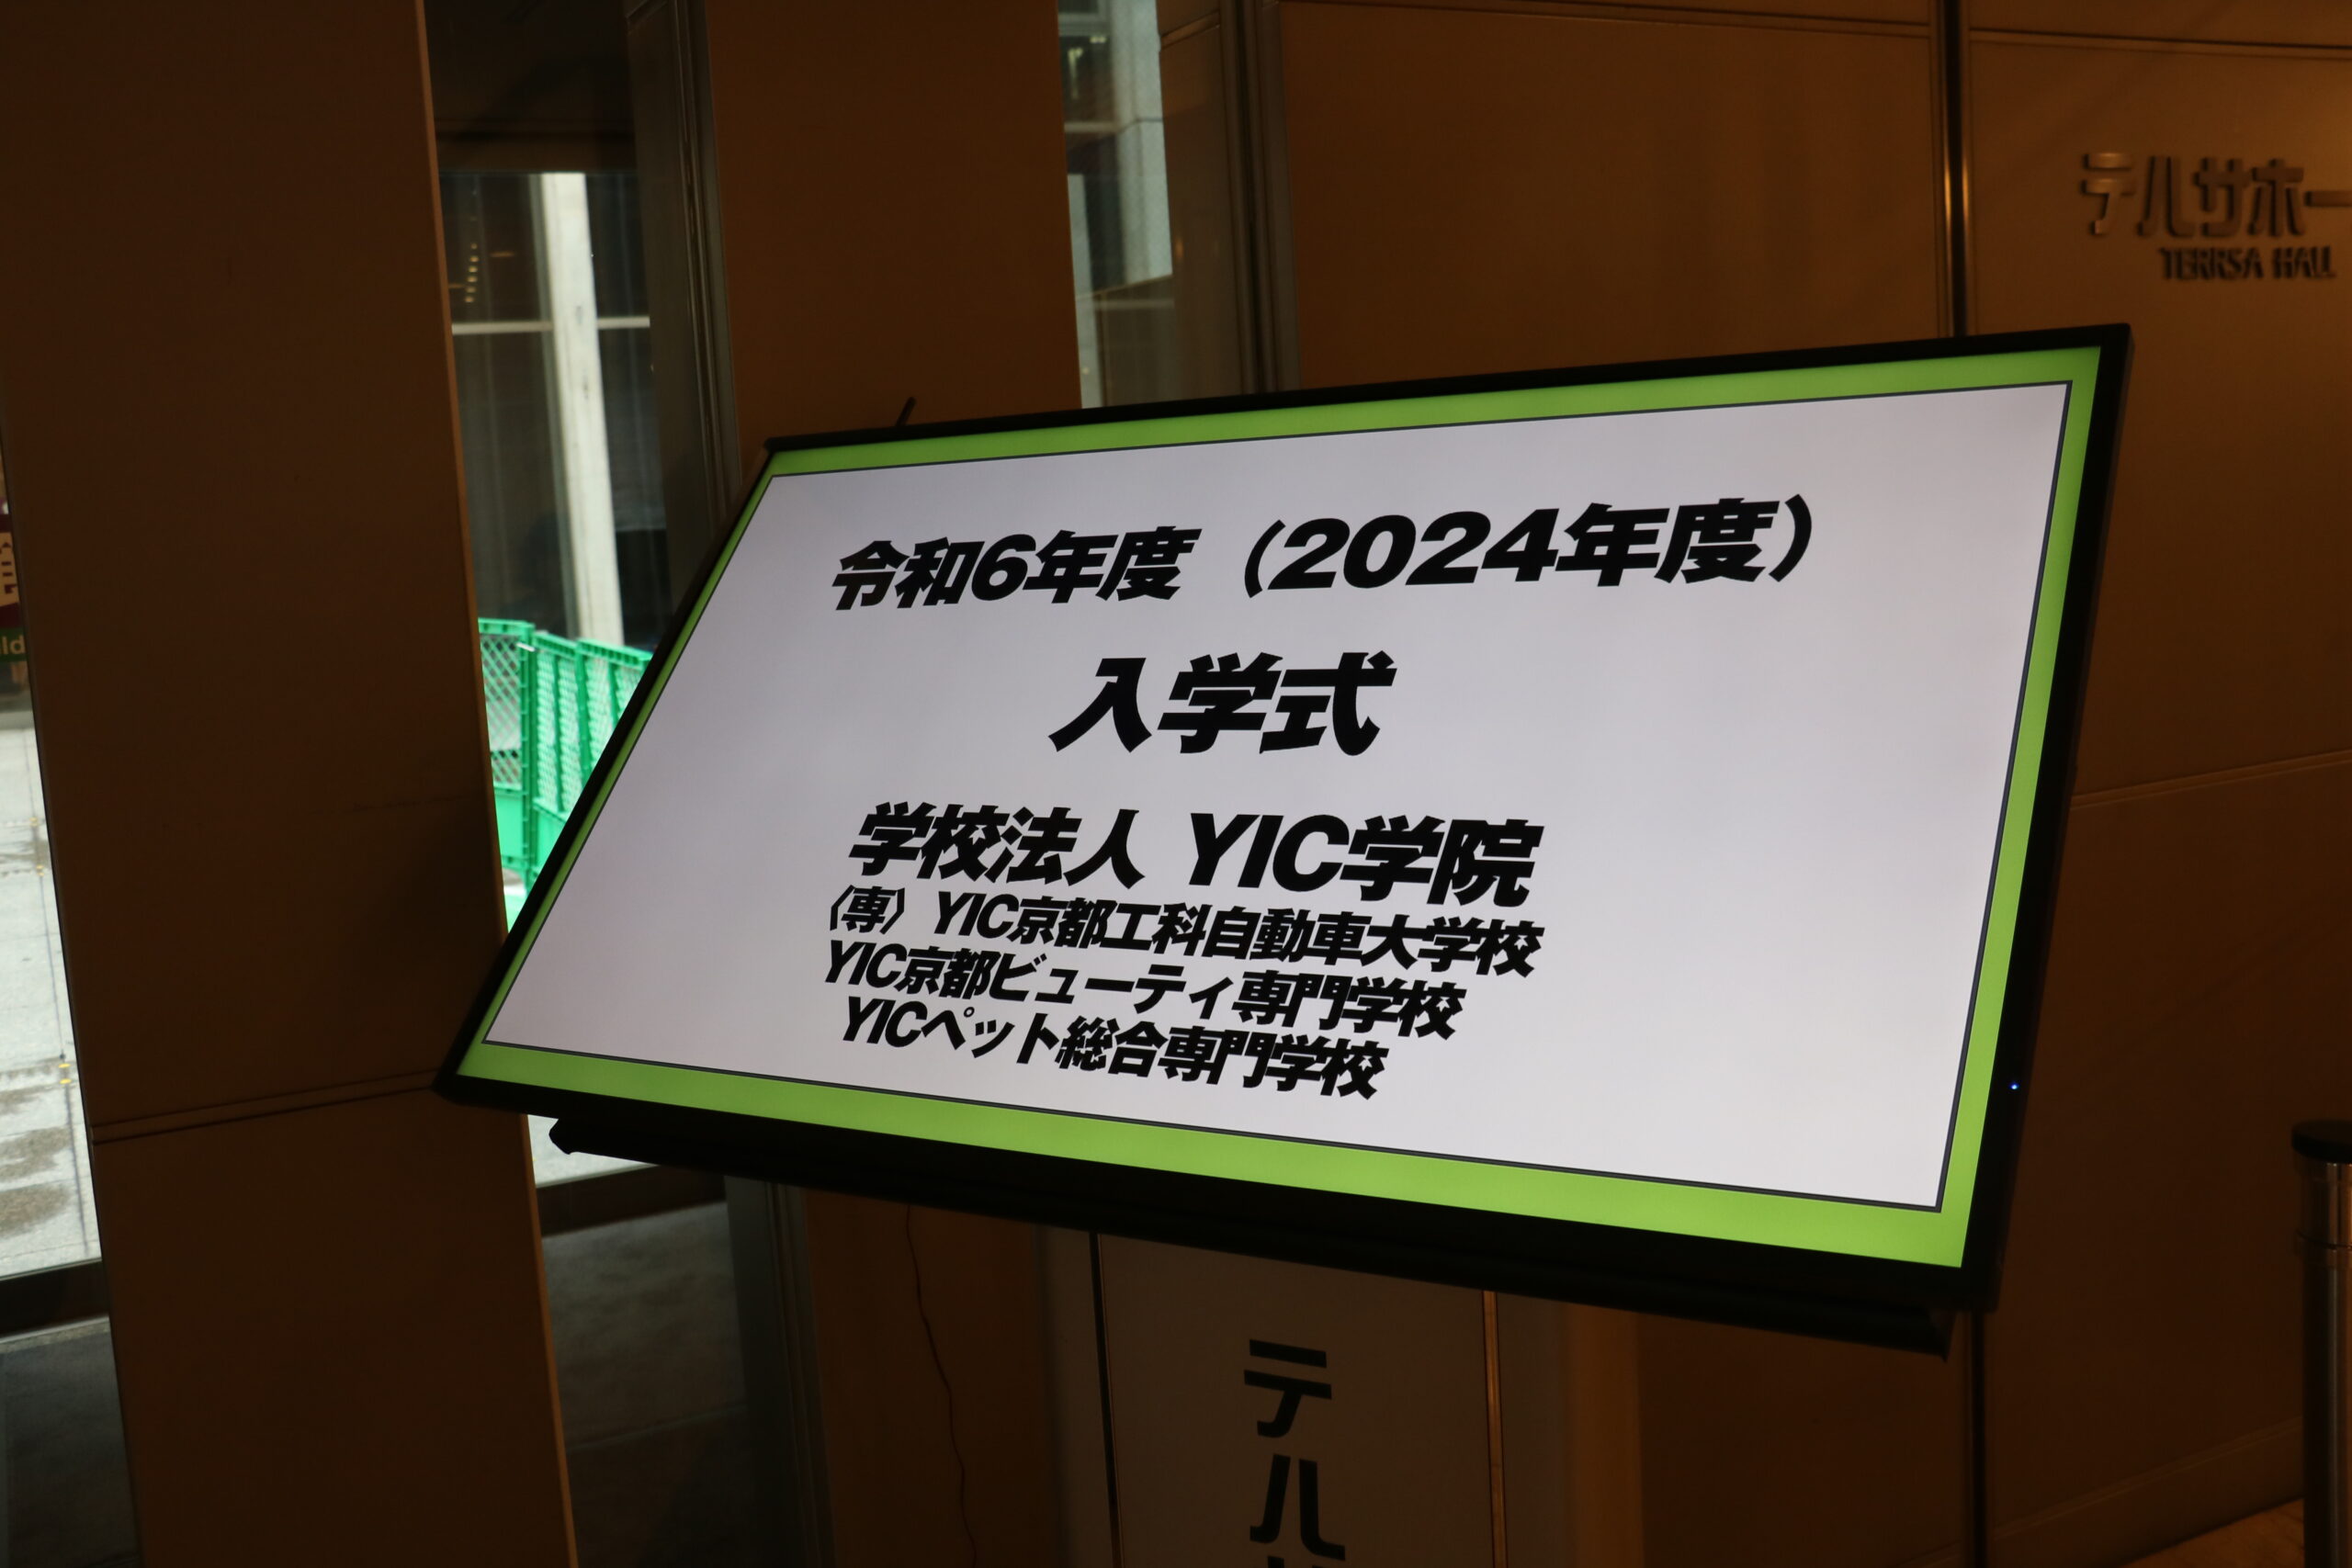 テルサホー
TERRSA HALL
令和6年度（2024年度）
入学式
学校法人 YIC学院
〈専〉YIC京都工科自動車大学校
YIC京都ビューティ専門学校
YICペット総合専門学校
テル